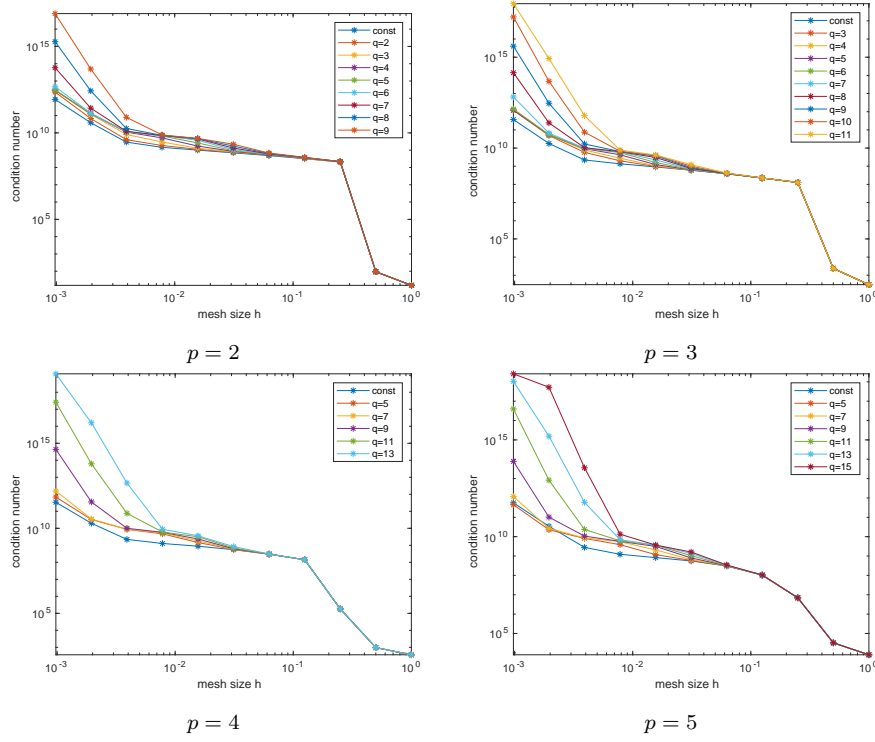 10^15
10^10
10^5
condition number
const
q=2
q=3
q=4
q=5
q=6
q=7
q=8
q=9
10^-3
10^-2
10^-1
10^0
mesh size h
p = 2
10^15
10^10
10^5
condition number
const
q=3
q=4
q=5
q=6
q=7
q=8
q=9
q=10
q=11
10^-3
10^-2
10^-1
10^0
mesh size h
p = 3
10^15
10^10
10^5
condition number
const
q=5
q=7
q=9
q=11
q=13
10^-3
10^-2
10^-1
10^0
mesh size h
p = 4
10^15
10^10
10^5
condition number
const
q=5
q=7
q=9
q=11
q=13
q=15
10^-3
10^-2
10^-1
10^0
mesh size h
p = 5